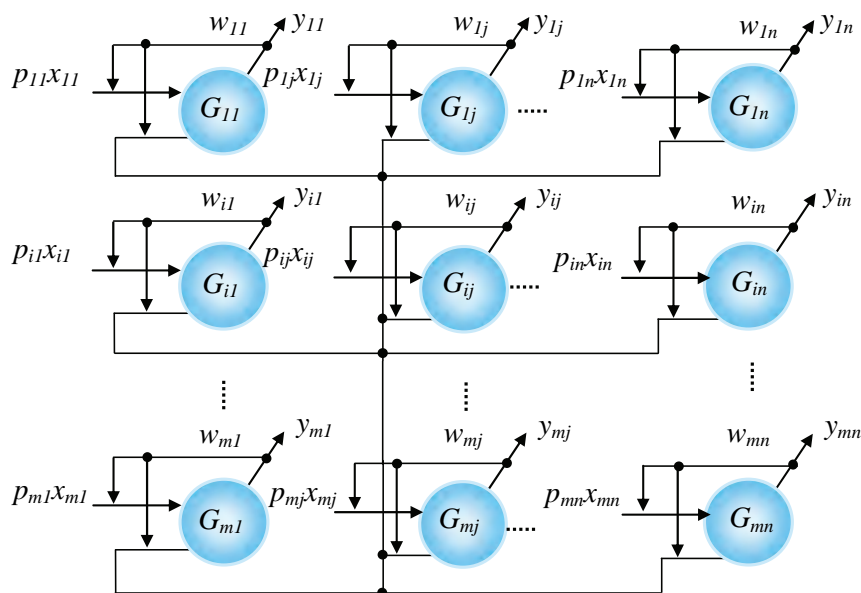 w11 y11 w1j y1j w1n y1n
p11x11 G11 p1jx1j G1j ..... p1nx1n G1n
wi1 yi1 wij yij win yin
pi1xi1 Gi1 pijxij Gij ..... pinxin Gin
wm1 ym1 wmj ymj wmn ymn
pm1xm1 Gm1 pmjxmj Gmj ..... pmnxmn Gmn